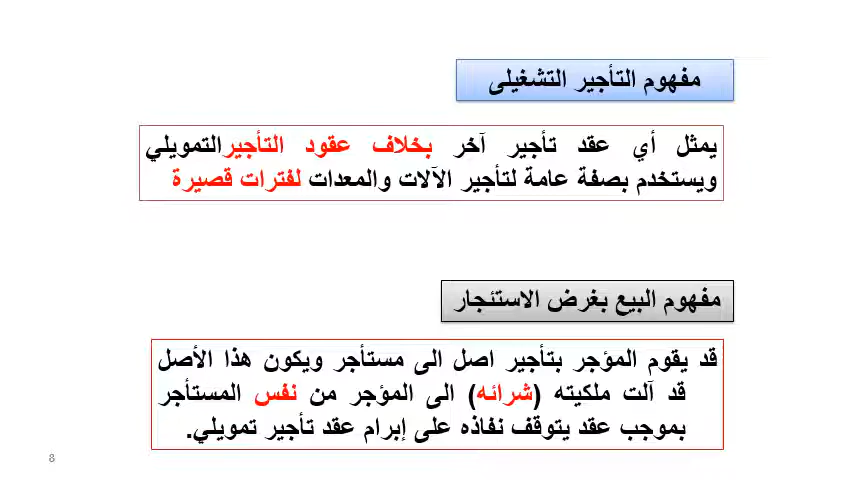 مفهوم التأجير التشغيلى
يمثل أي عقد تأجير آخر بخلاف عقود التأجيرالتمويلي
ويستخدم بصفة عامة لتأجير الآلات والمعدات لفترات قصيرة
مفهوم البيع بغرض الاستئجار
قد يقوم المؤجر بتأجير اصل الى مستأجر ويكون هذا الأصل
قد آلت ملكيته (شرائه) الى المؤجر من نفس المستأجر
بموجب عقد يتوقف نفاذه على إبرام عقد تأجير تمويلي.
8